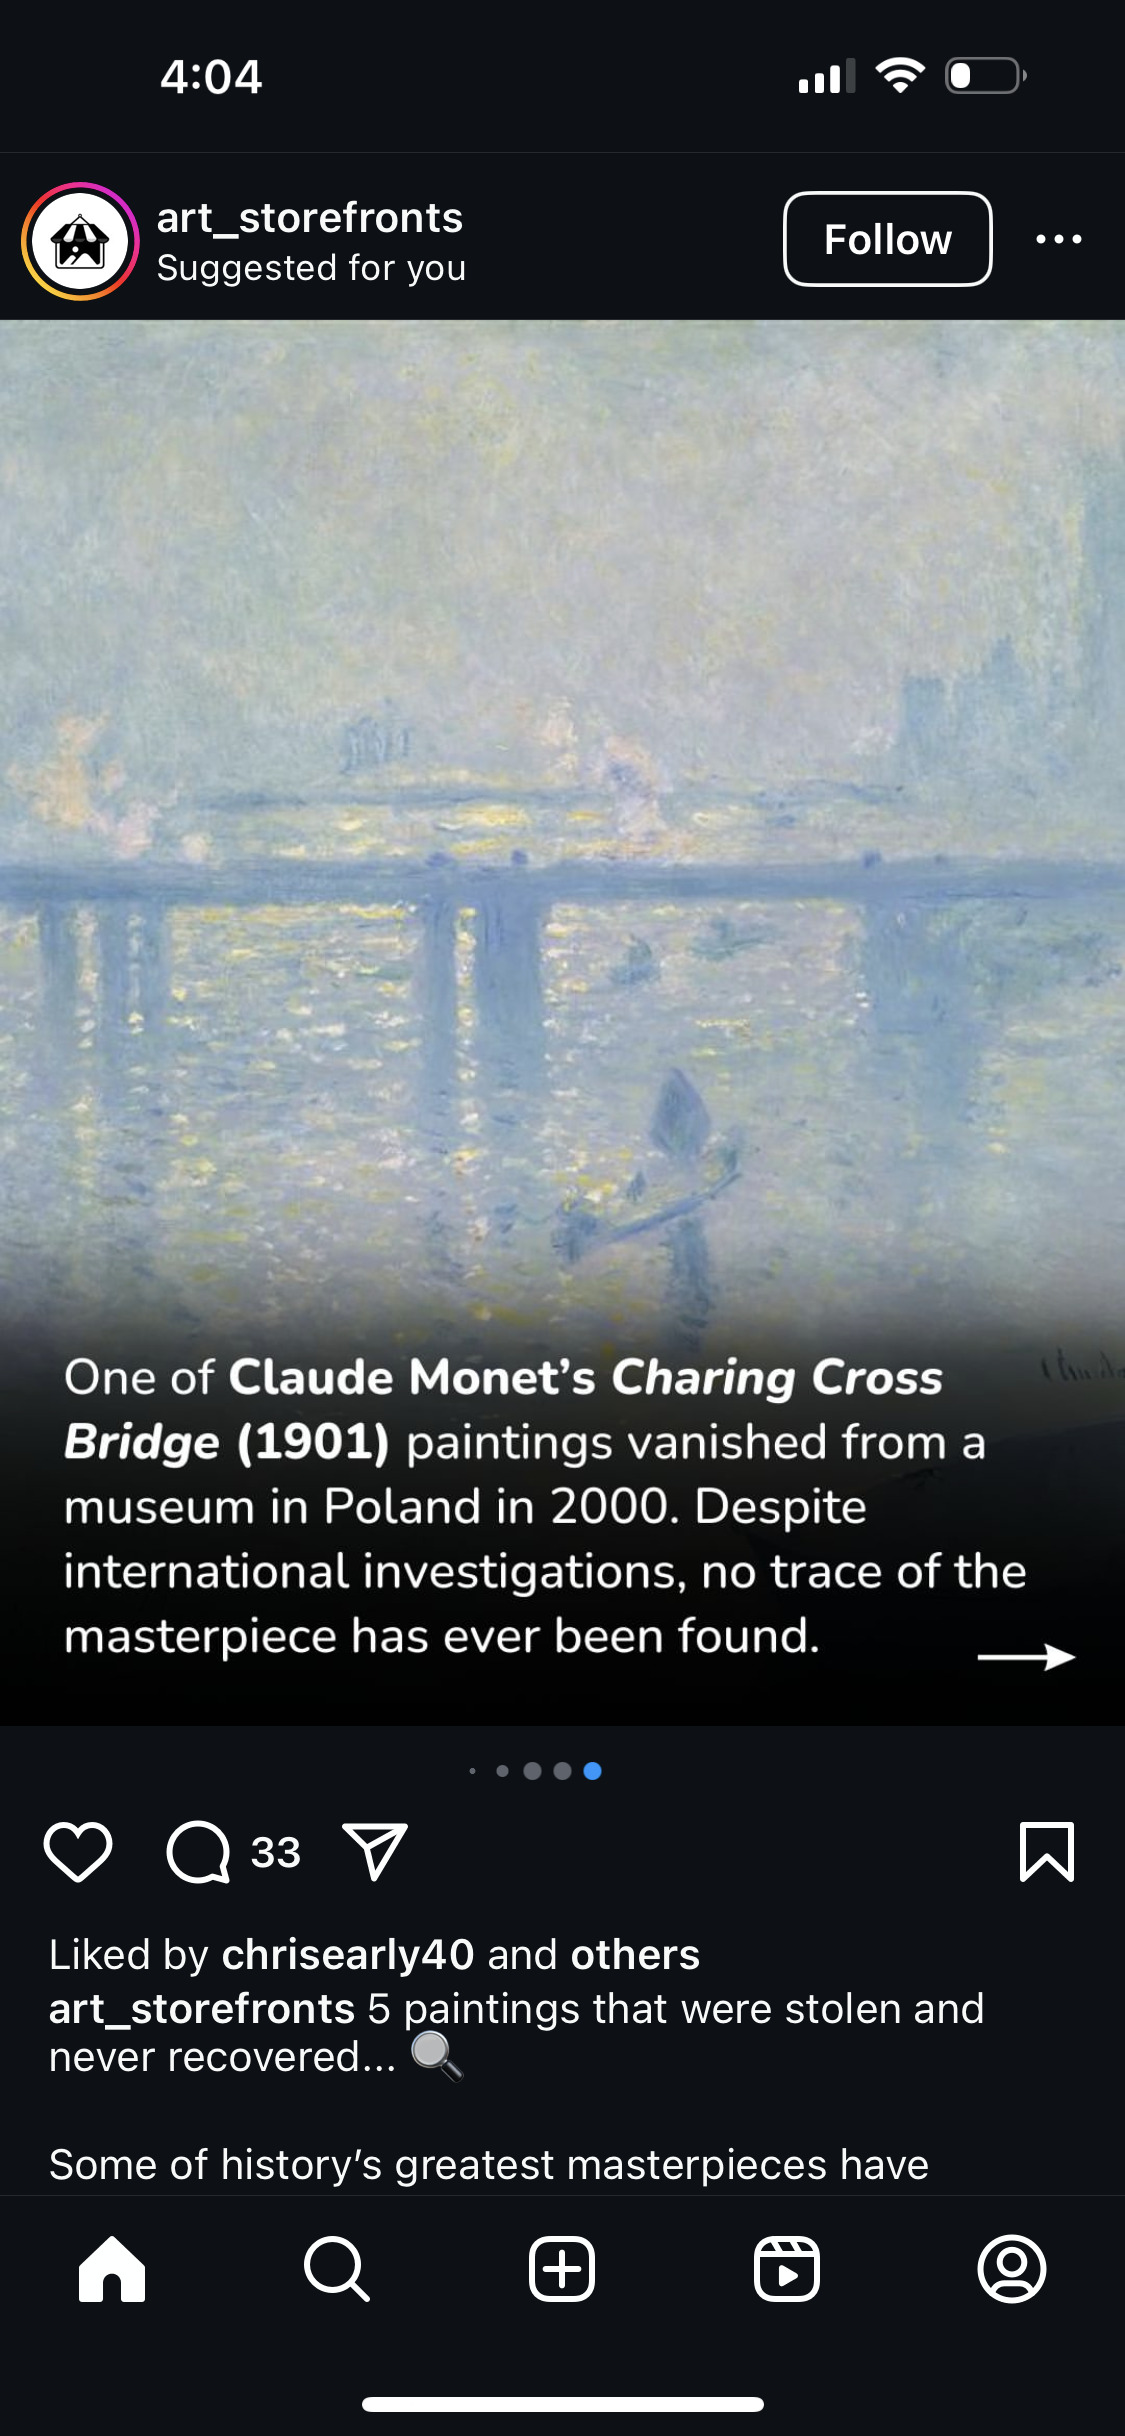 4:04
art_storefronts
Suggested for you
Follow
One of Claude Monet’s Charing Cross
Bridge (1901) paintings vanished from a
museum in Poland in 2000. Despite
international investigations, no trace of the
masterpiece has ever been found.
33
Liked by chrisearly40 and others
art_storefronts 5 paintings that were stolen and
never recovered... 🔍
Some of history’s greatest masterpieces have